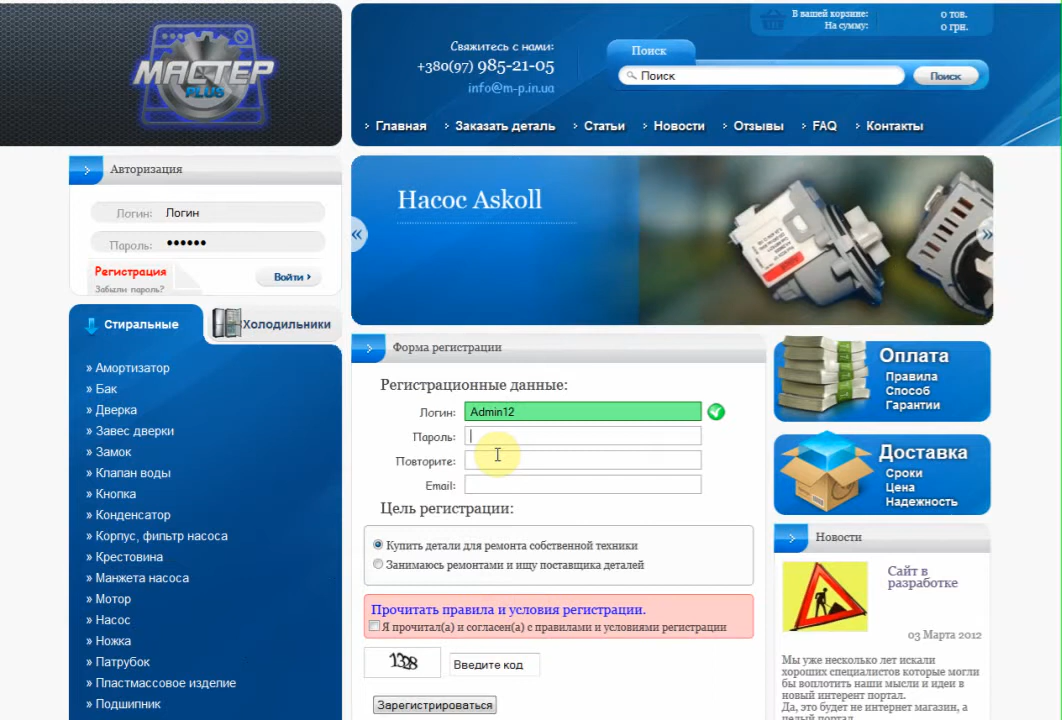 МАСТЕР
PLUS
Свяжитесь с нами:
+380(97) 985-21-05
info@m-p.in.ua
В вашей корзине: 0 тов.
На сумму: 0 грн.
Поиск
Поиск
Поиск
Главная
Заказать деталь
Статьи
Новости
Отзывы
FAQ
Контакты
Авторизация
Логин: Логин
Пароль: ••••••
Регистрация
Забыли пароль?
Войти
Стиральные
Холодильники
» Амортизатор
» Бак
» Дверка
» Завес дверки
» Замок
» Клапан воды
» Кнопка
» Конденсатор
» Корпус, фильтр насоса
» Крестовина
» Манжета насоса
» Мотор
» Насос
» Ножка
» Патрубок
» Пластмассовое изделие
» Подшипник
Насос Askoll
«
»
Форма регистрации
Регистрационные данные:
Логин: Admin12
Пароль:
Повторите:
Email:
Цель регистрации:
Купить детали для ремонта собственной техники
Занимаюсь ремонтами и ищу поставщика деталей
Прочитать правила и условия регистрации.
Я прочитал(а) и согласен(а) с правилами и условиями регистрации
1328
Введите код
Зарегистрироваться
Оплата
Правила
Способ
Гарантии
Доставка
Сроки
Цена
Надежность
Новости
Сайт в
разработке
03 Марта 2012
Мы уже несколько лет искали
хороших специалистов которые могли
бы воплотить наши мысли и идеи в
новый интерент портал.
Да, это будет не интернет магазин, а
целый портал